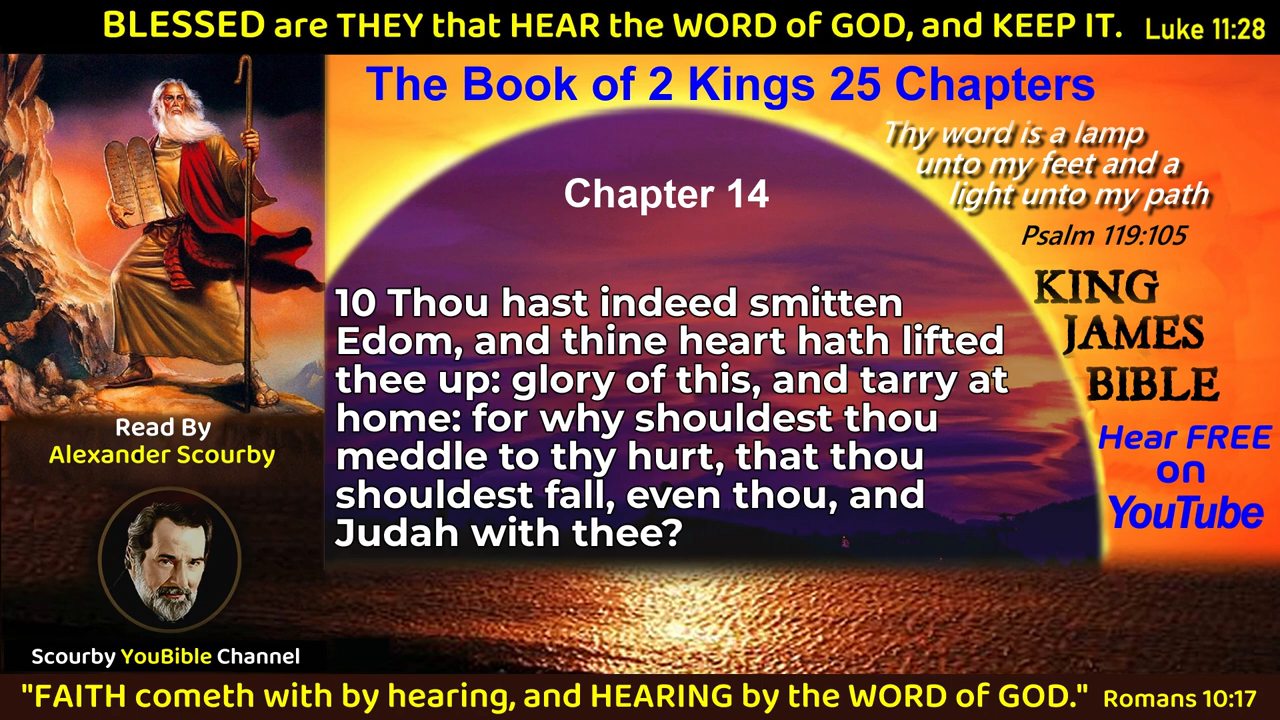 BLESSED are THEY that HEAR the WORD of GOD, and KEEP IT. Luke 11:28
The Book of 2 Kings 25 Chapters
Thy word is a lamp
unto my feet and a
light unto my path
Psalm 119:105
Chapter 14
KING
JAMES
BIBLE
10 Thou hast indeed smitten
Edom, and thine heart hath lifted
thee up: glory of this, and tarry at
home: for why shouldest thou
meddle to thy hurt, that thou
shouldest fall, even thou, and
Judah with thee?
Hear FREE
on
YouTube
Read By
Alexander Scourby
Scourby YouBible Channel
"FAITH cometh with by hearing, and HEARING by the WORD of GOD." Romans 10:17